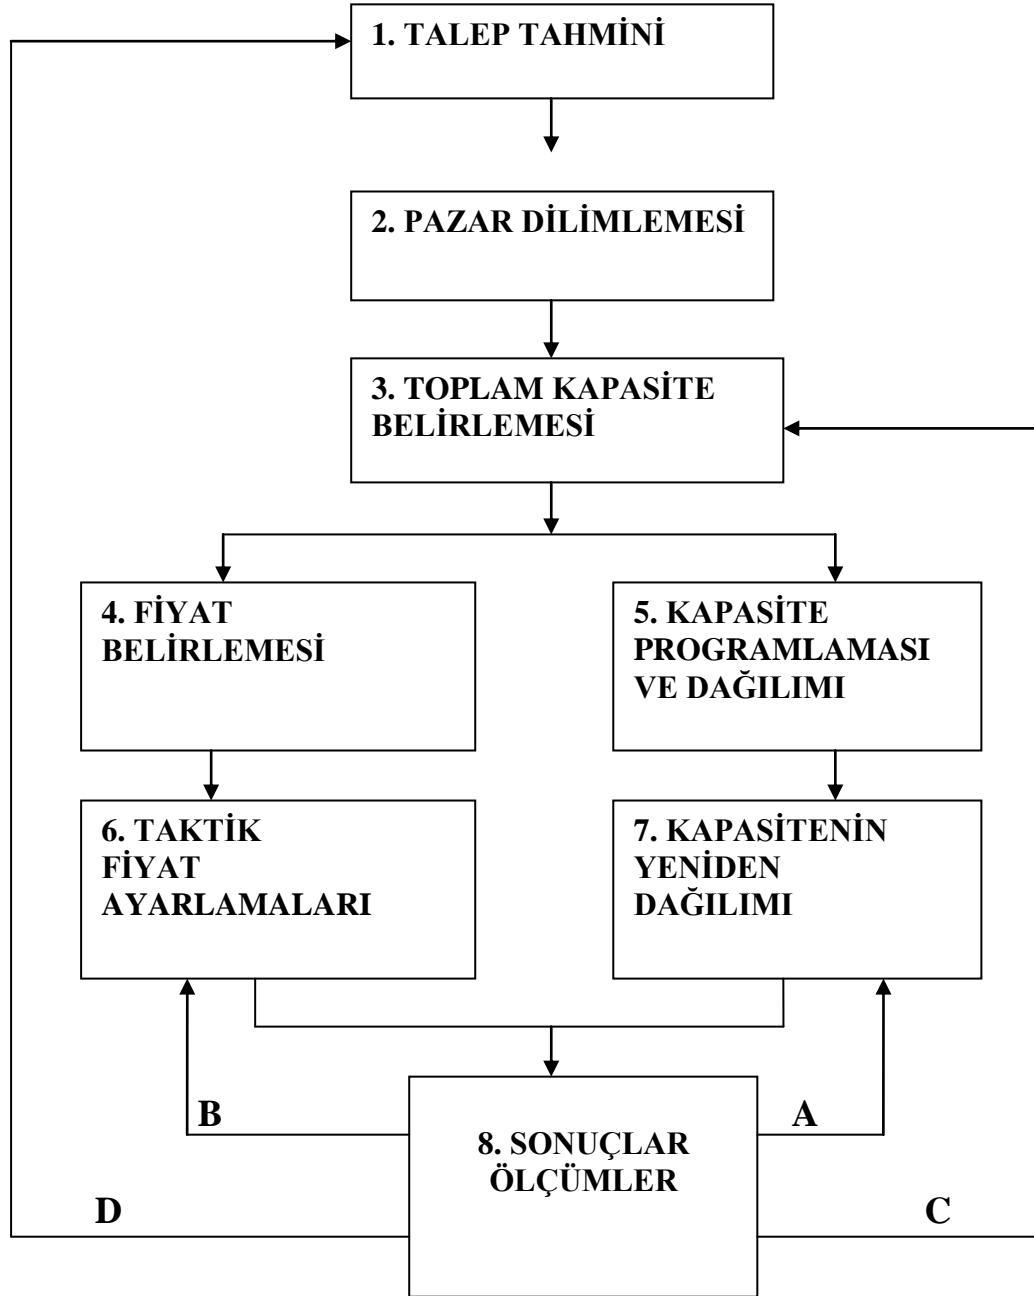 1. TALEP TAHMİNİ
2. PAZAR DİLİMLEMESİ
3. TOPLAM KAPASİTE
BELİRLEMESİ
4. FİYAT
BELİRLEMESİ
5. KAPASİTE
PROGRAMLAMASI
VE DAĞILIMI
6. TAKTİK
FİYAT
AYARLAMALARI
7. KAPASİTENİN
YENİDEN
DAĞILIMI
B
A
8. SONUÇLAR
ÖLÇÜMLER
D
C